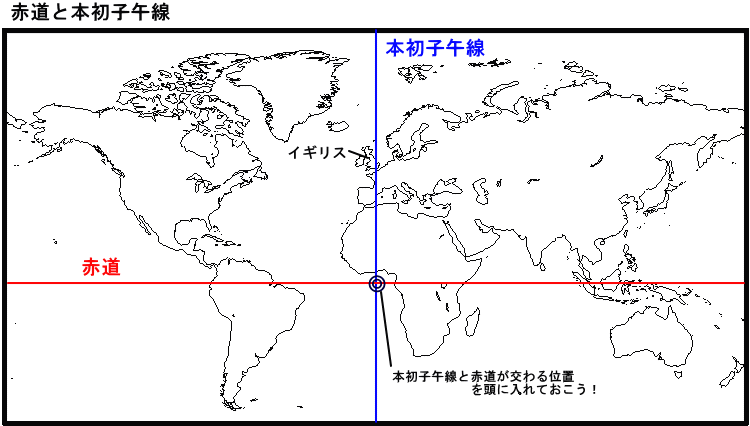 赤道と本初子午線
本初子午線
イギリス
赤道
本初子午線と赤道が交わる位置
を頭に入れておこう！